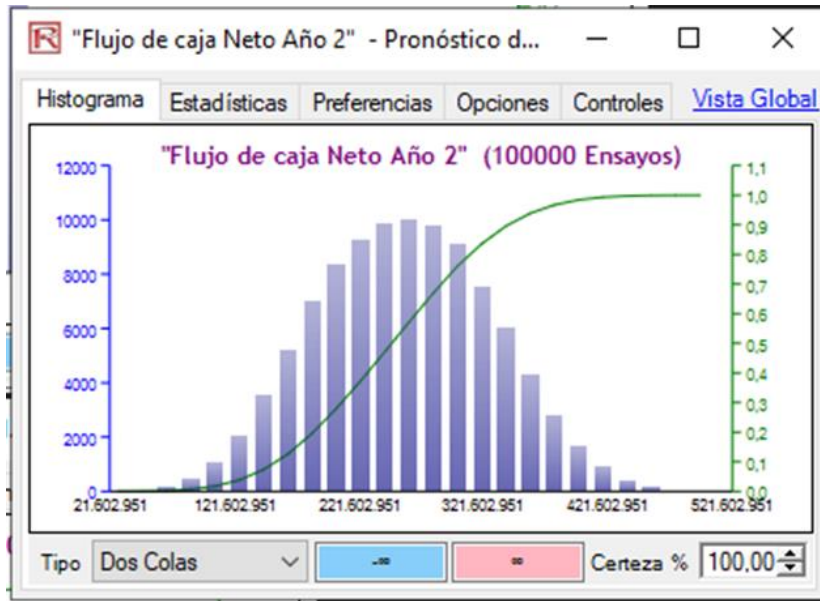 "Flujo de caja Neto Año 2" - Pronóstico d...
Histograma Estadísticas Preferencias Opciones Controles Vista Global
"Flujo de caja Neto Año 2" (100000 Ensayos)
12000 1,1
10000 1,0
0,9
8000 0,8
0,7
6000 0,6
0,5
4000 0,4
0,3
2000 0,2
0,1
0 0,0
21.602.951 121.602.951 221.602.951 321.602.951 421.602.951 521.602.951
Tipo Dos Colas -∞ ∞ Certeza % 100,00